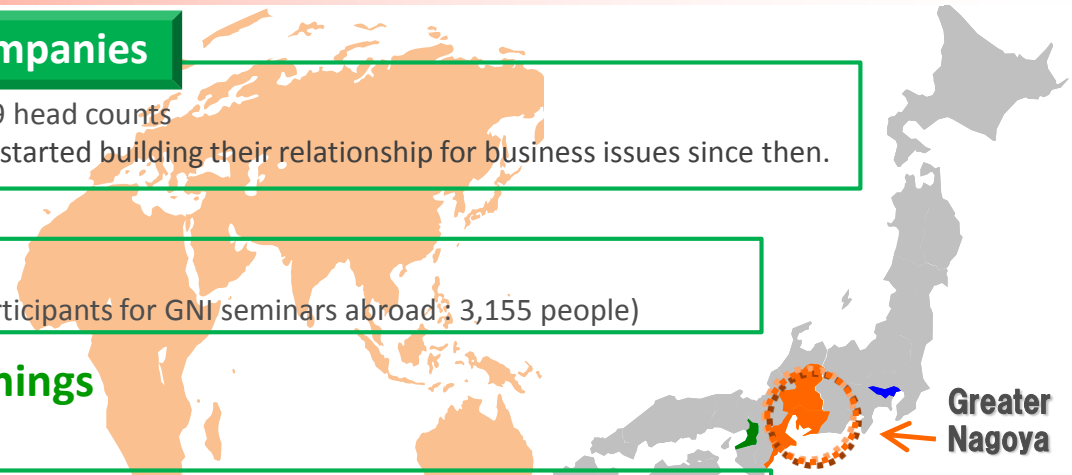 mpanies
9 head counts
started building their relationship for business issues since then.
rticipants for GNI seminars abroad : 3,155 people)
nings
Greater
Nagoya